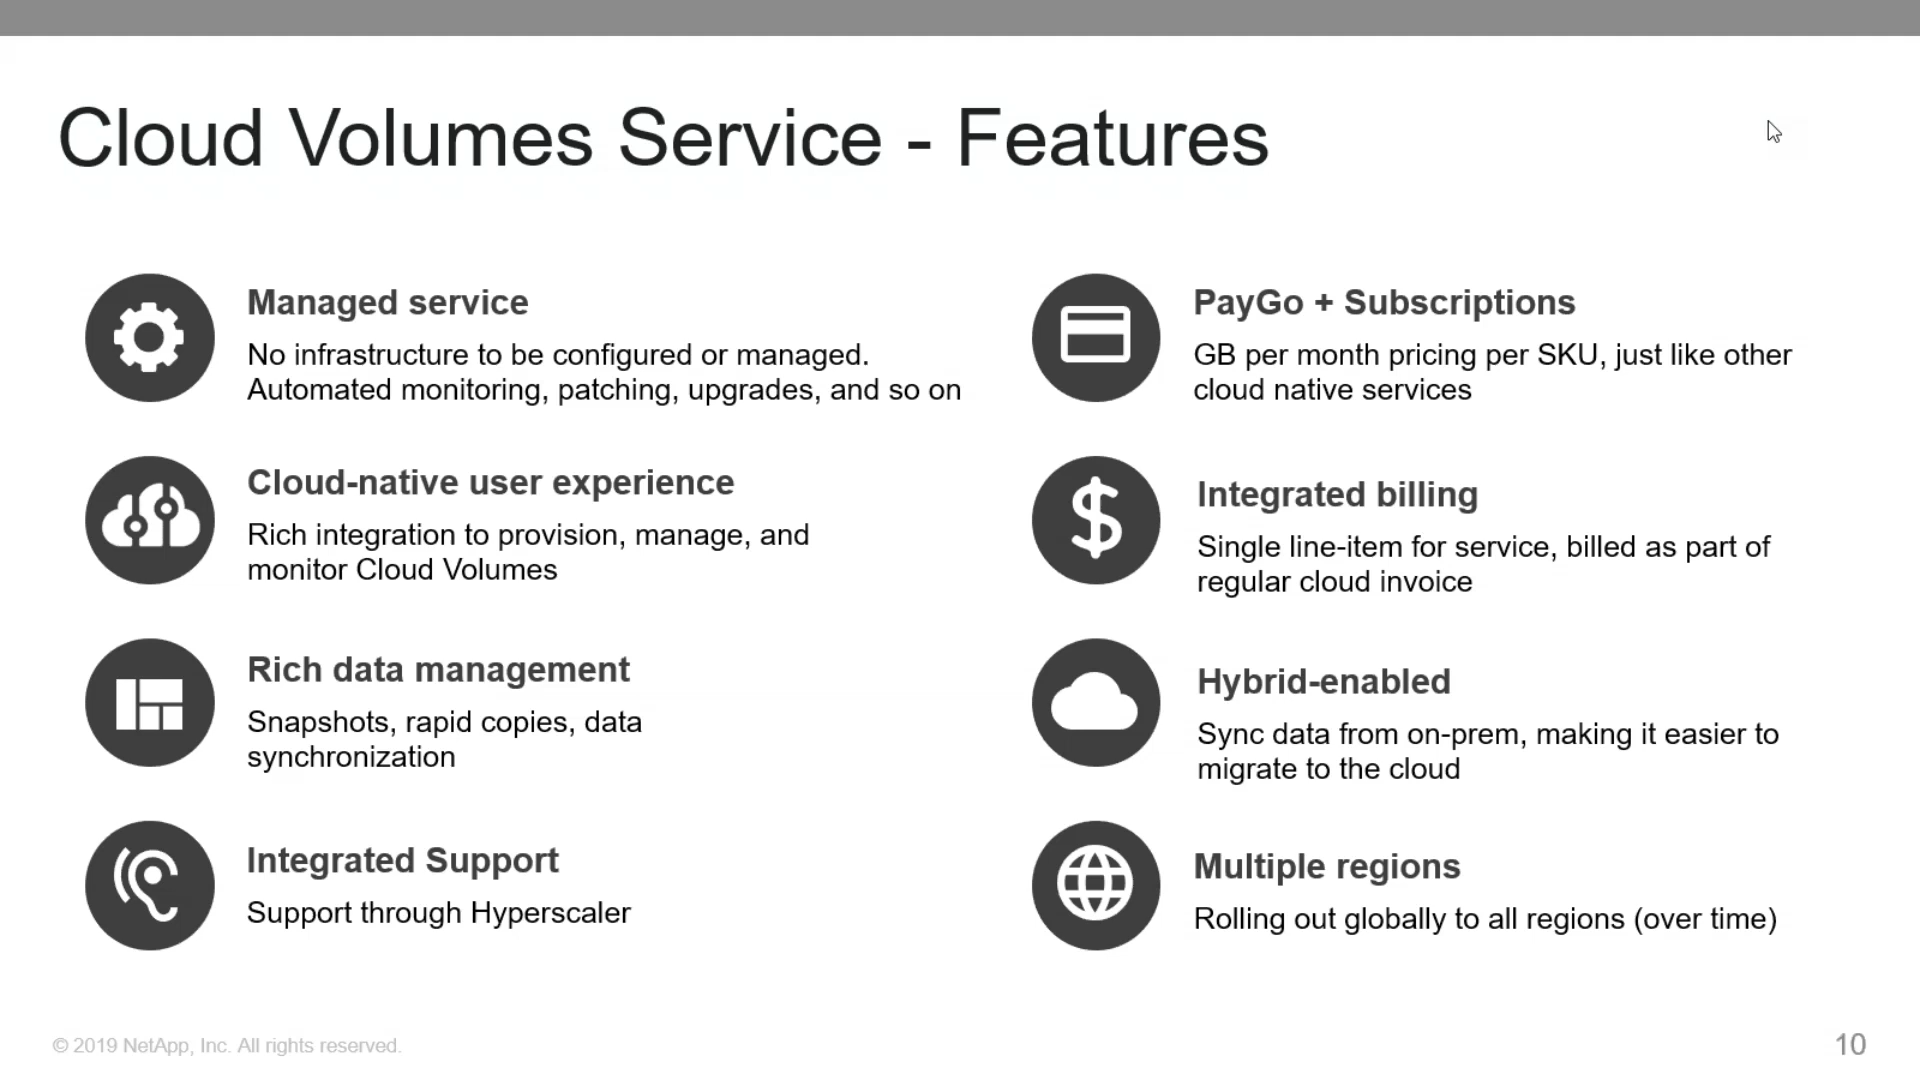 Cloud Volumes Service - Features
Managed service
No infrastructure to be configured or managed.
Automated monitoring, patching, upgrades, and so on
Cloud-native user experience
Rich integration to provision, manage, and
monitor Cloud Volumes
Rich data management
Snapshots, rapid copies, data
synchronization
Integrated Support
Support through Hyperscaler
PayGo + Subscriptions
GB per month pricing per SKU, just like other
cloud native services
Integrated billing
Single line-item for service, billed as part of
regular cloud invoice
Hybrid-enabled
Sync data from on-prem, making it easier to
migrate to the cloud
Multiple regions
Rolling out globally to all regions (over time)
© 2019 NetApp, Inc. All rights reserved.
10